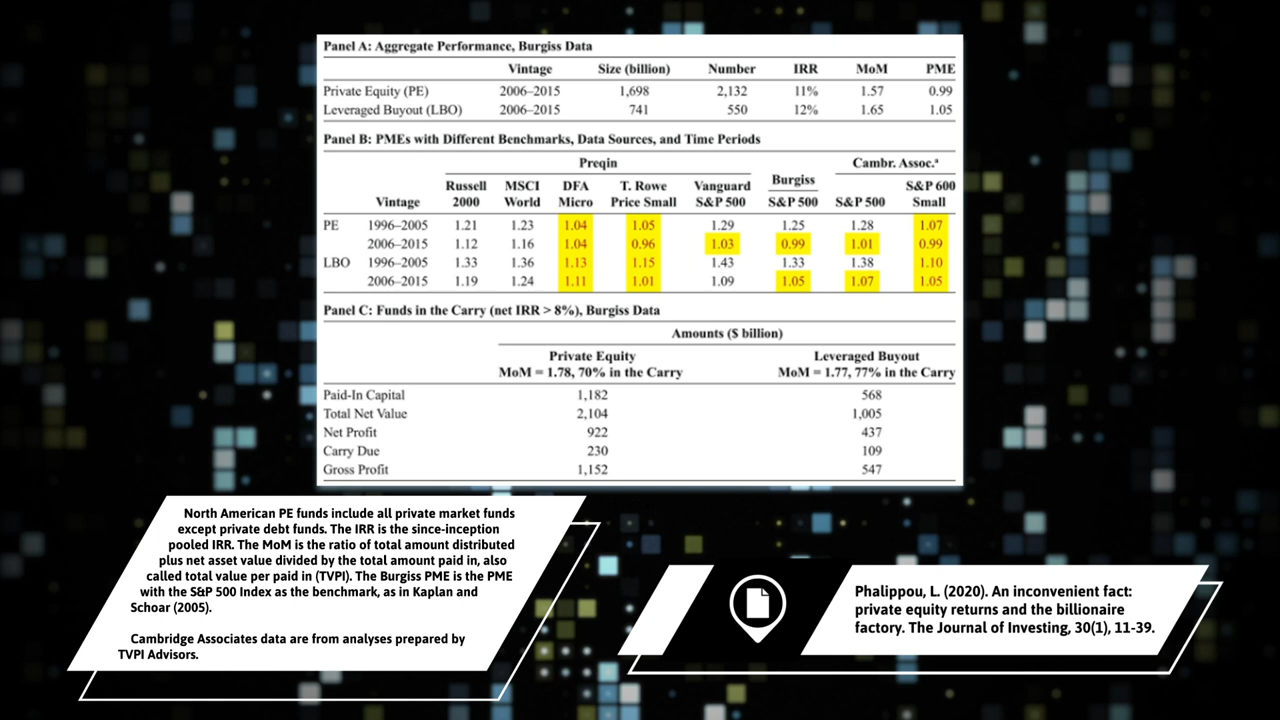 Panel A: Aggregate Performance, Burgiss Data
Vintage Size (billion) Number IRR MoM PME
Private Equity (PE) 2006–2015 1,698 2,132 11% 1.57 0.99
Leveraged Buyout (LBO) 2006–2015 741 550 12% 1.65 1.05
Panel B: PMEs with Different Benchmarks, Data Sources, and Time Periods
Preqin Cambr. Assoc.ª
Burgiss
Russell MSCI DFA T. Rowe Vanguard S&P 600
Vintage 2000 World Micro Price Small S&P 500 S&P 500 S&P 500 Small
PE 1996–2005 1.21 1.23 1.04 1.05 1.29 1.25 1.28 1.07
2006–2015 1.12 1.16 1.04 0.96 1.03 0.99 1.01 0.99
LBO 1996–2005 1.33 1.36 1.13 1.15 1.43 1.33 1.38 1.10
2006–2015 1.19 1.24 1.11 1.01 1.09 1.05 1.07 1.05
Panel C: Funds in the Carry (net IRR > 8%), Burgiss Data
Amounts ($ billion)
Private Equity Leveraged Buyout
MoM = 1.78, 70% in the Carry MoM = 1.77, 77% in the Carry
Paid-In Capital 1,182 568
Total Net Value 2,104 1,005
Net Profit 922 437
Carry Due 230 109
Gross Profit 1,152 547
North American PE funds include all private market funds
except private debt funds. The IRR is the since-inception
pooled IRR. The MoM is the ratio of total amount distributed
plus net asset value divided by the total amount paid in, also
called total value per paid in (TVPI). The Burgiss PME is the PME
with the S&P 500 Index as the benchmark, as in Kaplan and
Schoar (2005).
Cambridge Associates data are from analyses prepared by
TVPI Advisors.
Phalippou, L. (2020). An inconvenient fact:
private equity returns and the billionaire
factory. The Journal of Investing, 30(1), 11-39.